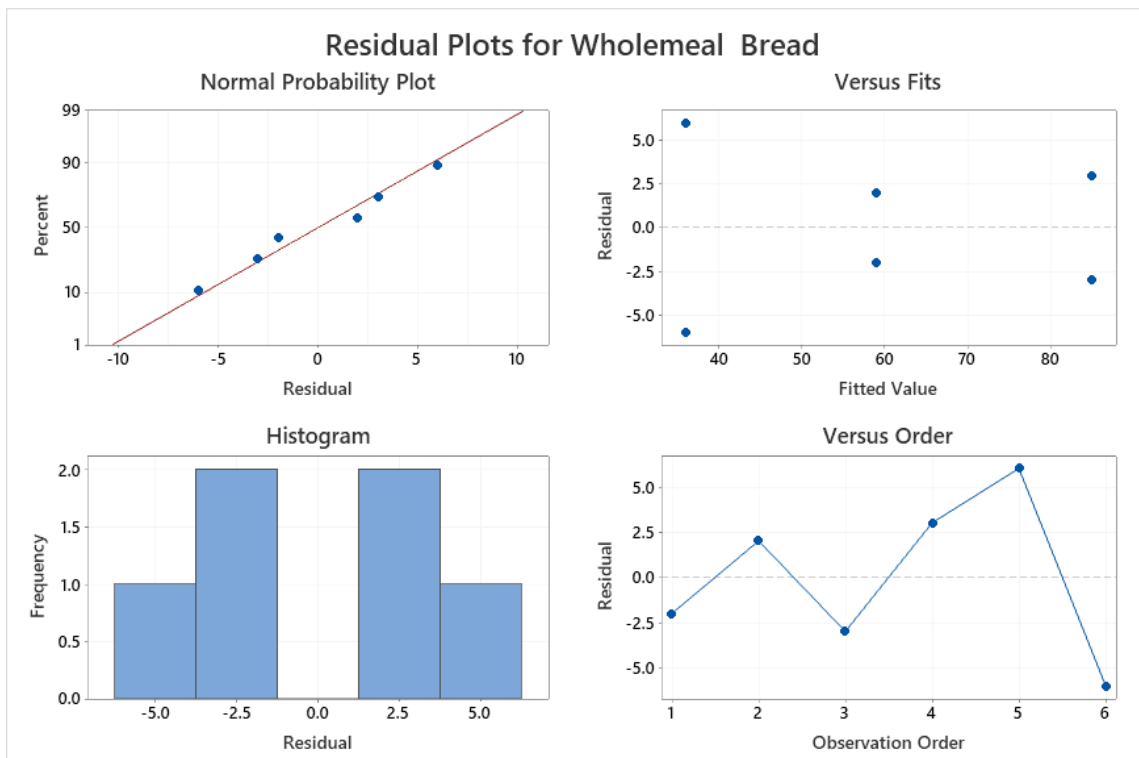 Residual Plots for Wholemeal  Bread
Normal Probability Plot
99
90
50
10
1
Percent
-10 -5 0 5 10
Residual
Versus Fits
5.0
2.5
0.0
-2.5
-5.0
Residual
40 50 60 70 80
Fitted Value
Histogram
2.0
1.5
1.0
0.5
0.0
Frequency
-5.0 -2.5 0.0 2.5 5.0
Residual
Versus Order
5.0
2.5
0.0
-2.5
-5.0
Residual
1 2 3 4 5 6
Observation Order